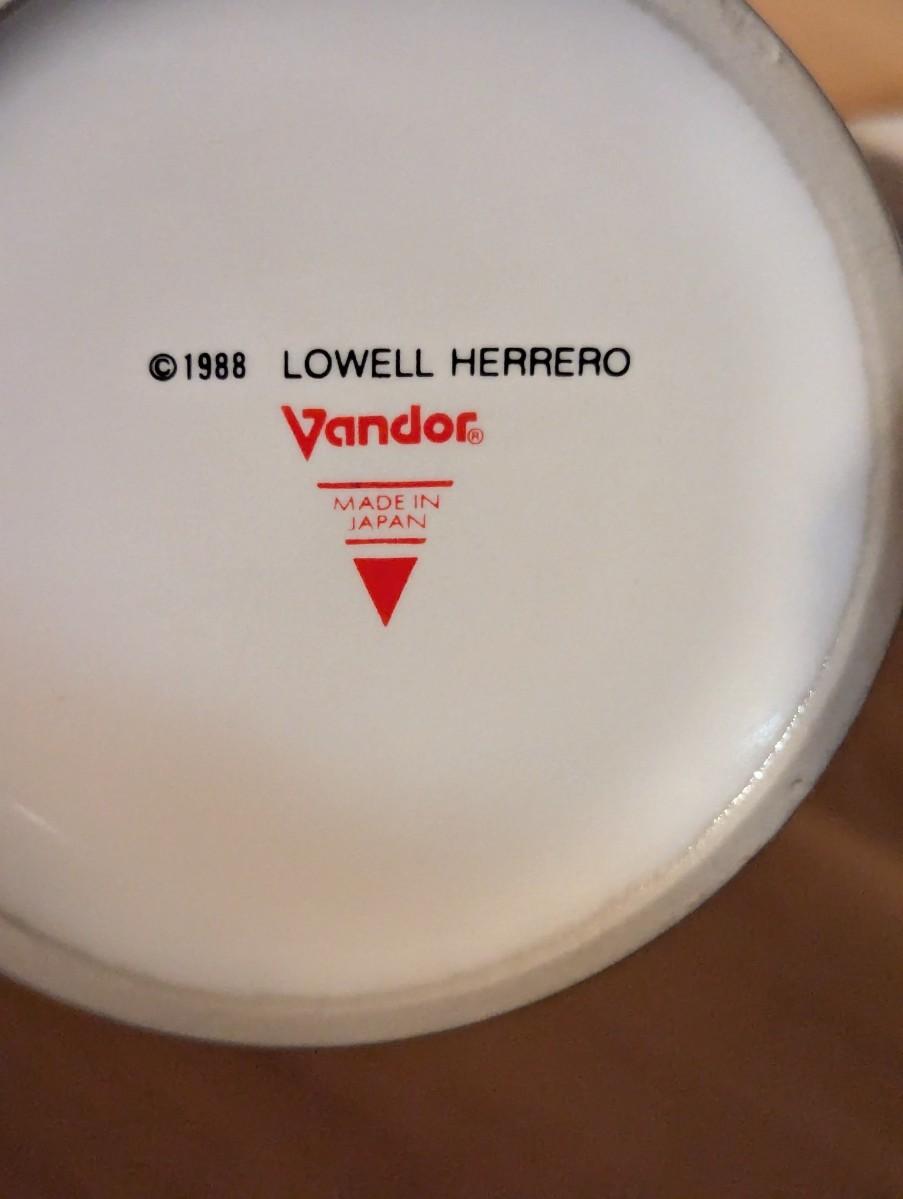 ©1988 LOWELL HERRERO
Vandor®
MADE IN
JAPAN